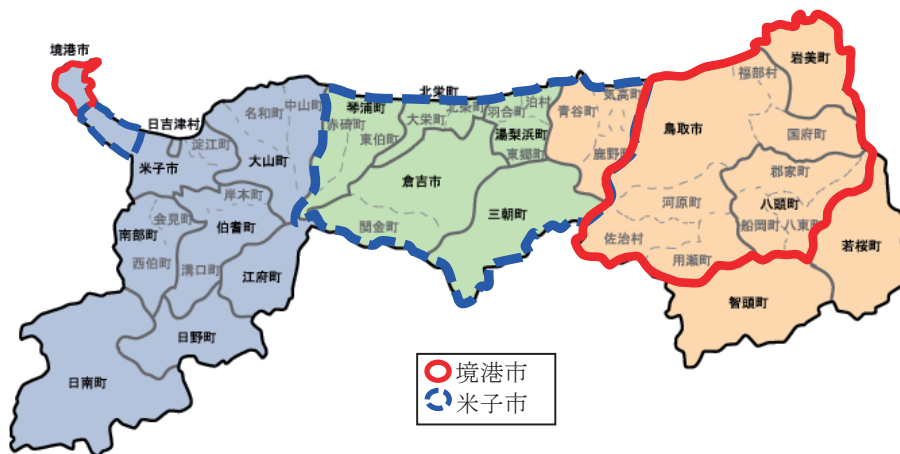 境港市
岩美町
福部村
北栄町
気高町
泊村
中山町
琴浦町
北栄町
羽合町
青谷町
名和町
大栄町
日吉津村
赤碕町
鳥取市
国府町
淀江町
東伯町
湯梨浜町
鹿野町
東郷町
米子市
大山町
郡家町
倉吉市
岸本町
河原町
八頭町
会見町
三朝町
南部町
伯耆町
関金町
船岡町
八東町
佐治村
若桜町
西伯町
溝口町
用瀬町
江府町
智頭町
日野町
日南町
境港市
米子市